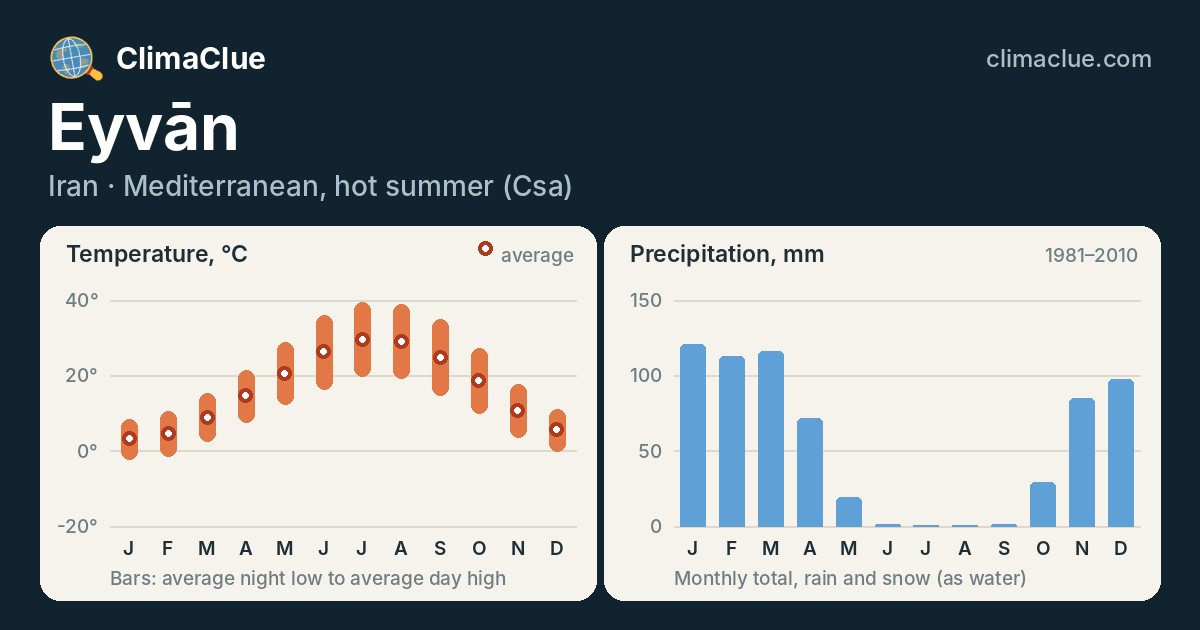 ClimaClue
climaclue.com
Eyvān
Iran · Mediterranean, hot summer (Csa)
Temperature, °C
average
40°
20°
0°
-20°
J F M A M J J A S O N D
Bars: average night low to average day high
Precipitation, mm
1981–2010
150
100
50
0
J F M A M J J A S O N D
Monthly total, rain and snow (as water)